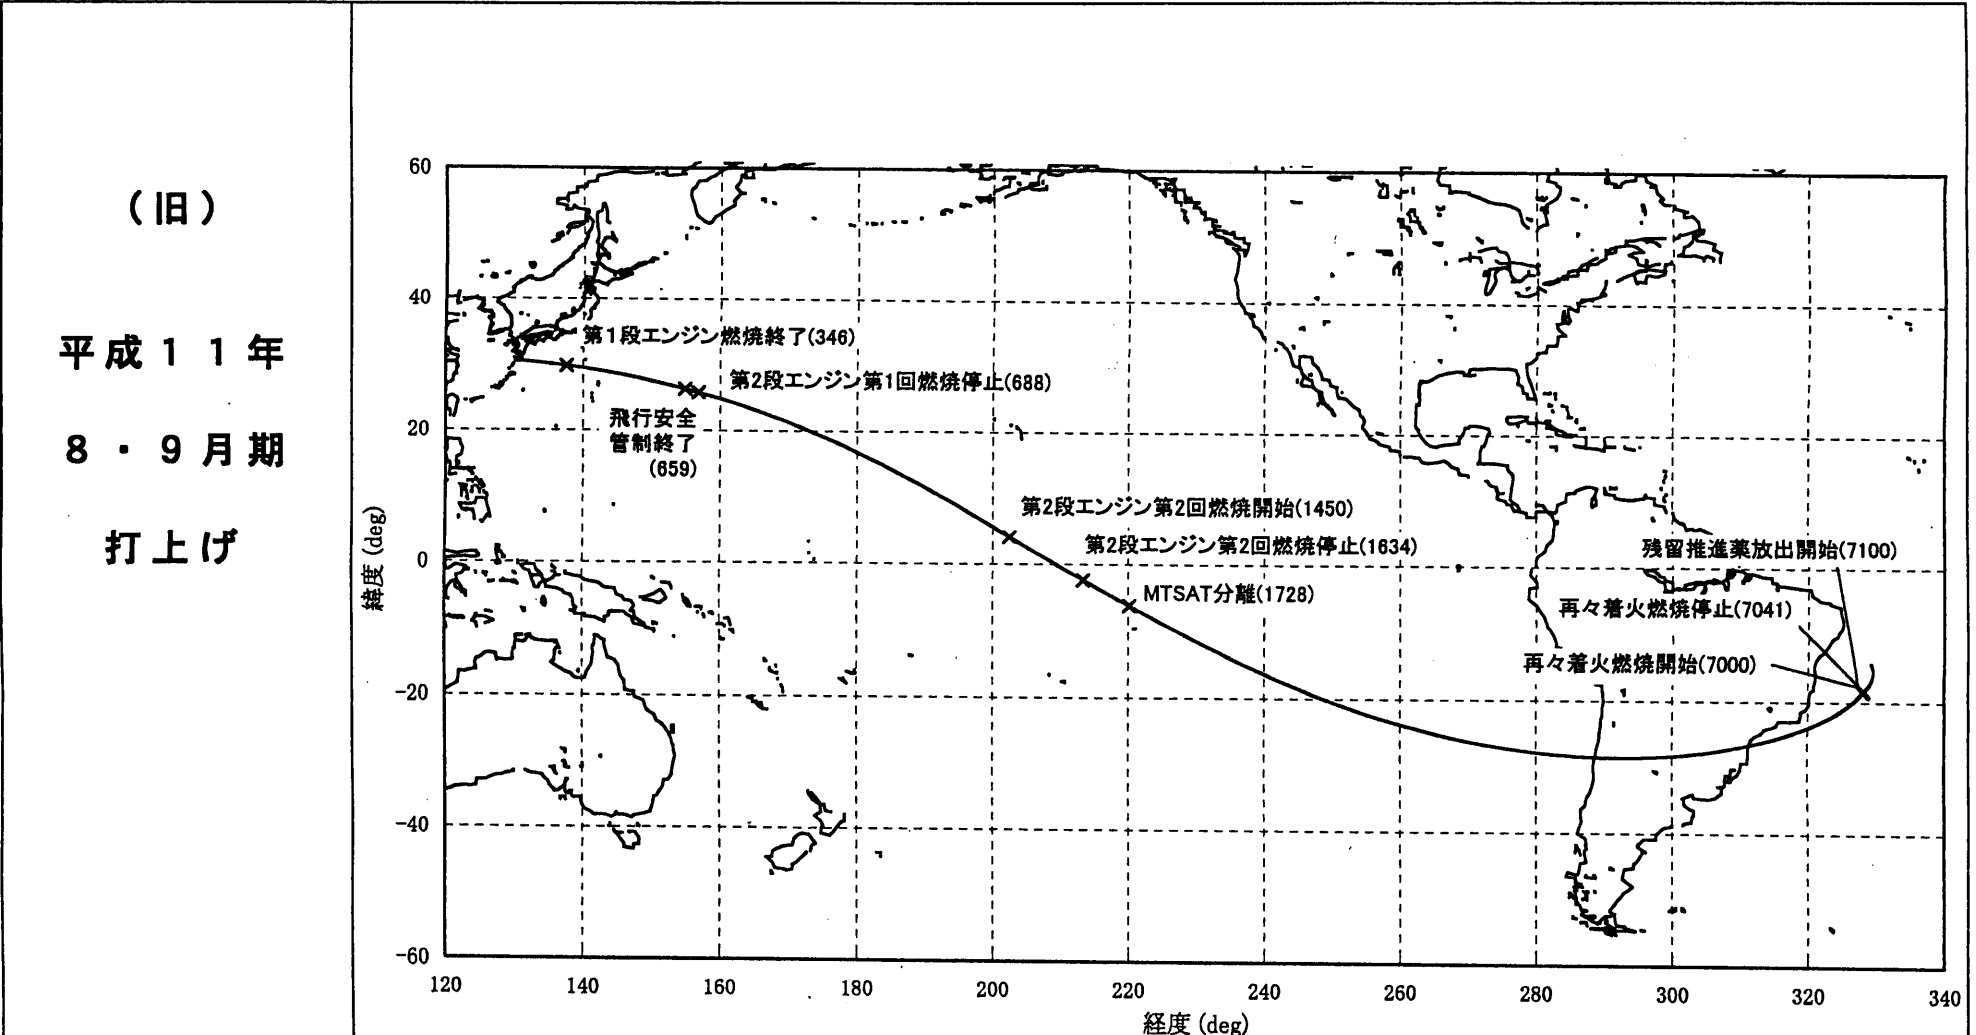 (旧)
平成11年
8・9月期
打上げ
60
40
20
0
-20
-40
-60
緯度(deg)
第1段エンジン燃焼終了(346)
第2段エンジン第1回燃焼停止(688)
飛行安全
管制終了
(659)
第2段エンジン第2回燃焼開始(1450)
第2段エンジン第2回燃焼停止(1634)
MTSAT分離(1728)
残留推進薬放出開始(7100)
再々着火燃焼停止(7041)
再々着火燃焼開始(7000)
120
140
160
180
200
220
240
260
280
300
320
340
経度(deg)